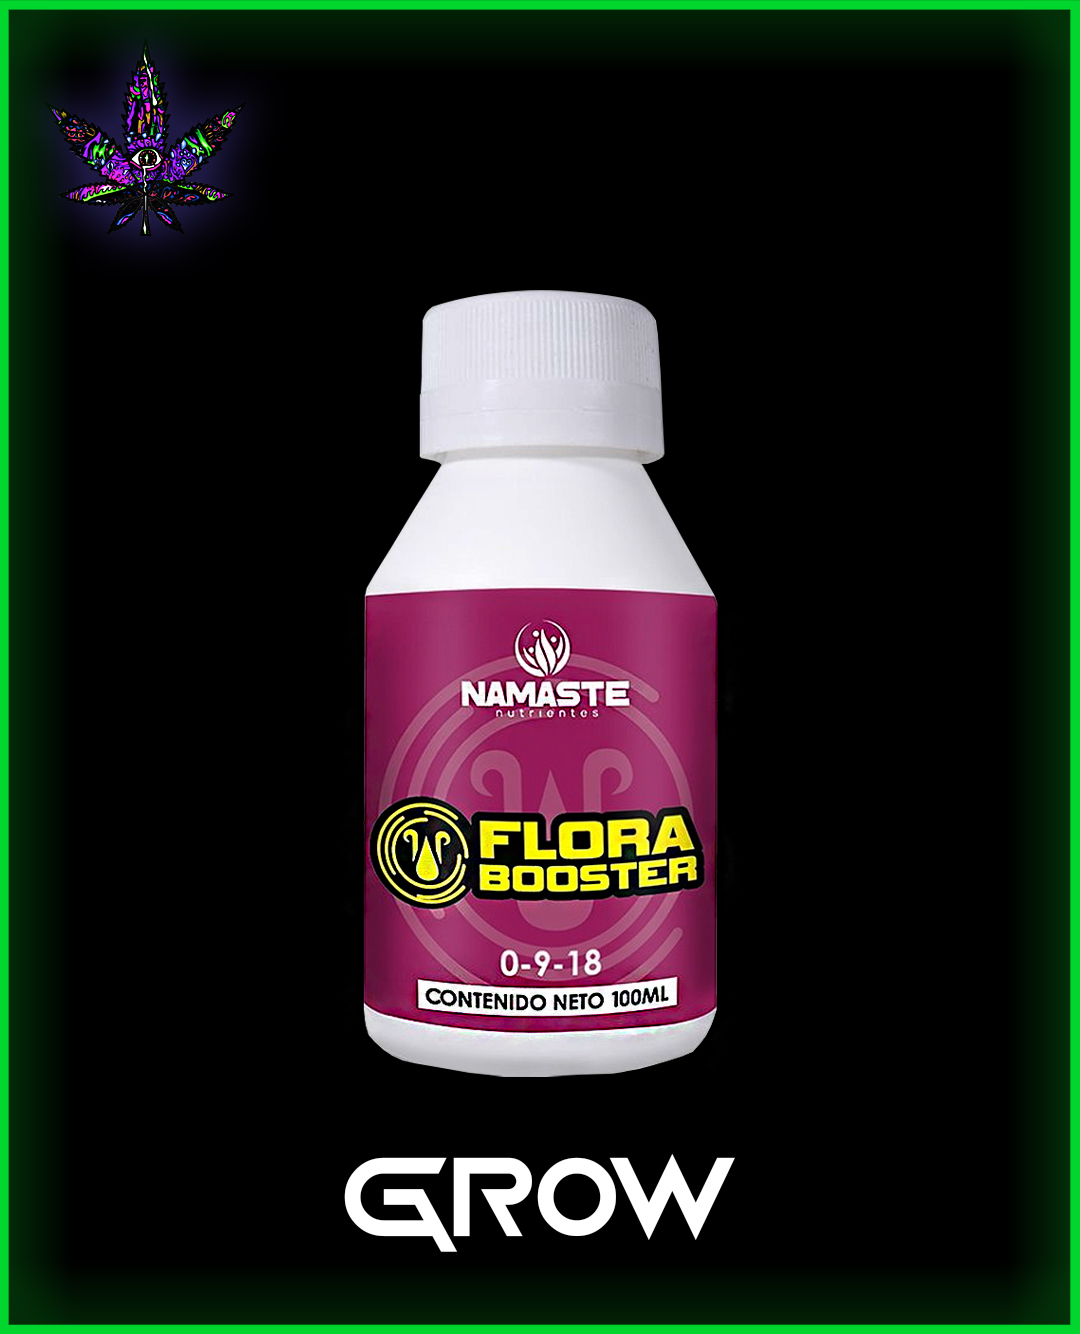 NAMASTE
nutrientes
FLORA
BOOSTER
0-9-18
CONTENIDO NETO 100ML
GROW